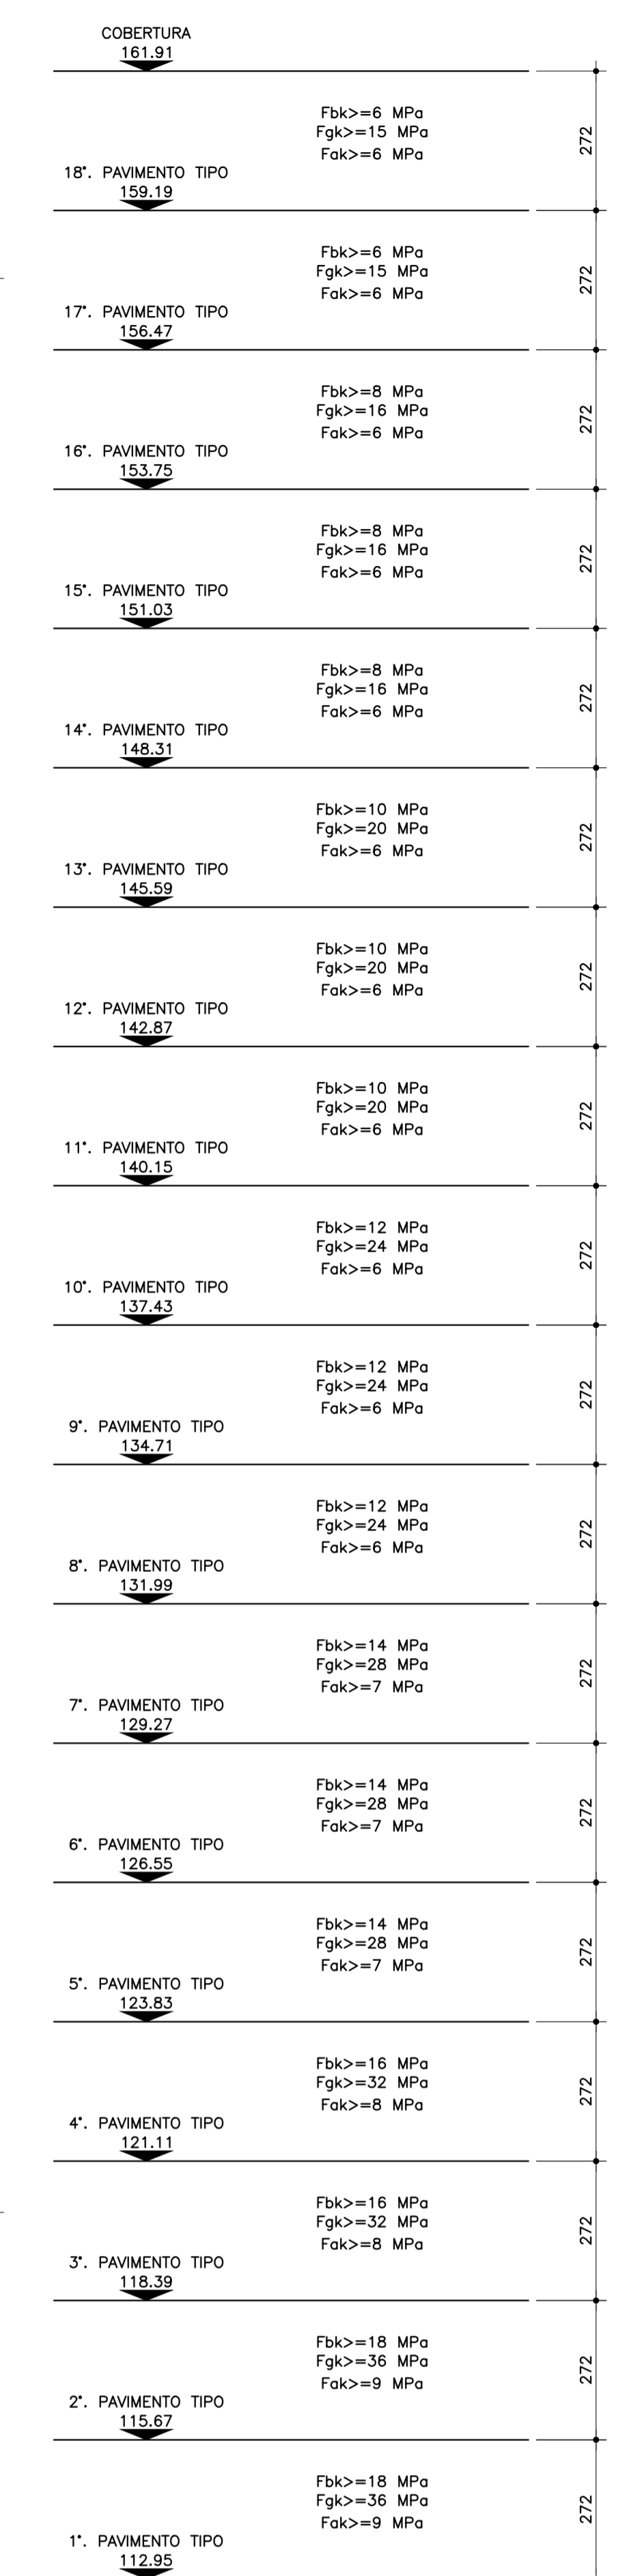 COBERTURA
161.91
Fbk>=6 MPa
Fgk>=15 MPa
Fak>=6 MPa
272
18°. PAVIMENTO TIPO
159.19
Fbk>=6 MPa
Fgk>=15 MPa
Fak>=6 MPa
272
17°. PAVIMENTO TIPO
156.47
Fbk>=8 MPa
Fgk>=16 MPa
Fak>=6 MPa
272
16°. PAVIMENTO TIPO
153.75
Fbk>=8 MPa
Fgk>=16 MPa
Fak>=6 MPa
272
15°. PAVIMENTO TIPO
151.03
Fbk>=8 MPa
Fgk>=16 MPa
Fak>=6 MPa
272
14°. PAVIMENTO TIPO
148.31
Fbk>=10 MPa
Fgk>=20 MPa
Fak>=6 MPa
272
13°. PAVIMENTO TIPO
145.59
Fbk>=10 MPa
Fgk>=20 MPa
Fak>=6 MPa
272
12°. PAVIMENTO TIPO
142.87
Fbk>=10 MPa
Fgk>=20 MPa
Fak>=6 MPa
272
11°. PAVIMENTO TIPO
140.15
Fbk>=12 MPa
Fgk>=24 MPa
Fak>=6 MPa
272
10°. PAVIMENTO TIPO
137.43
Fbk>=12 MPa
Fgk>=24 MPa
Fak>=6 MPa
272
9°. PAVIMENTO TIPO
134.71
Fbk>=12 MPa
Fgk>=24 MPa
Fak>=6 MPa
272
8°. PAVIMENTO TIPO
131.99
Fbk>=14 MPa
Fgk>=28 MPa
Fak>=7 MPa
272
7°. PAVIMENTO TIPO
129.27
Fbk>=14 MPa
Fgk>=28 MPa
Fak>=7 MPa
272
6°. PAVIMENTO TIPO
126.55
Fbk>=14 MPa
Fgk>=28 MPa
Fak>=7 MPa
272
5°. PAVIMENTO TIPO
123.83
Fbk>=16 MPa
Fgk>=32 MPa
Fak>=8 MPa
272
4°. PAVIMENTO TIPO
121.11
Fbk>=16 MPa
Fgk>=32 MPa
Fak>=8 MPa
272
3°. PAVIMENTO TIPO
118.39
Fbk>=18 MPa
Fgk>=36 MPa
Fak>=9 MPa
272
2°. PAVIMENTO TIPO
115.67
Fbk>=18 MPa
Fgk>=36 MPa
Fak>=9 MPa
272
1°. PAVIMENTO TIPO
112.95